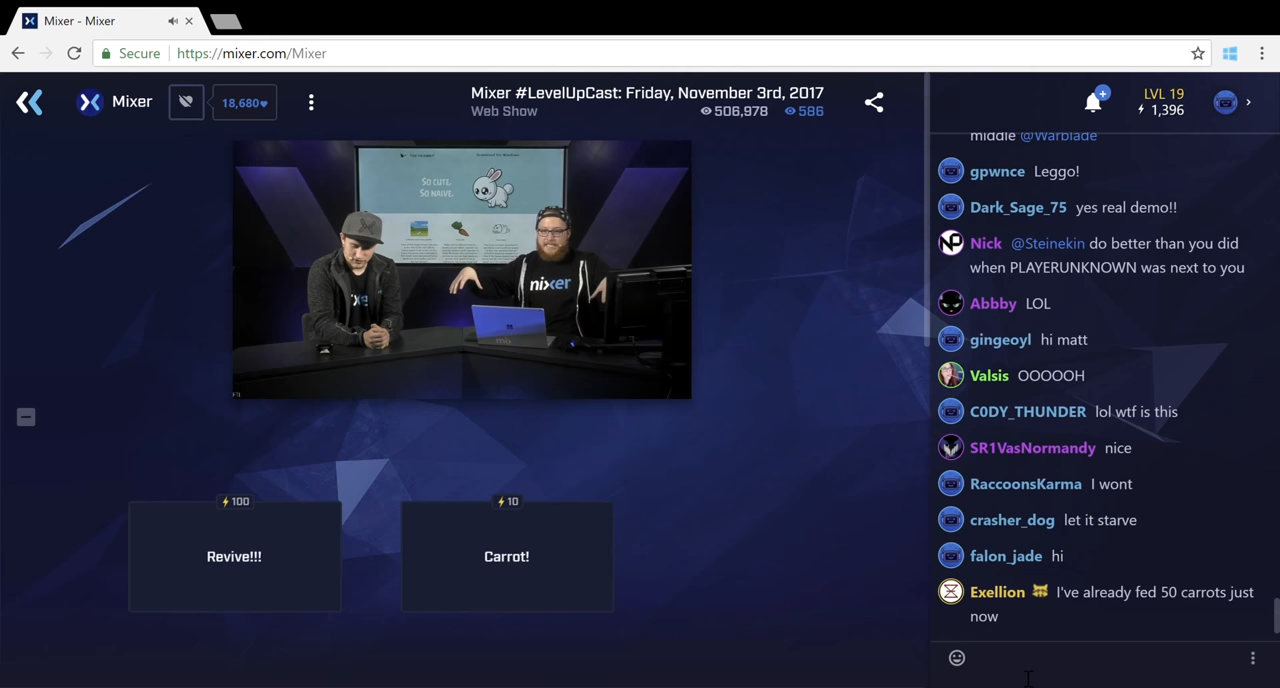 Mixer - Mixer
Secure https://mixer.com/Mixer
Mixer
18,680
Mixer #LevelUpCast: Friday, November 3rd, 2017
Web Show
506,978
586
LVL 19
1,396
SO CUTE,
SO NAIVE.
nixer
middle @Warblade
gpwnce Leggo!
Dark_Sage_75 yes real demo!!
Nick @Steinekin do better than you did
when PLAYERUNKNOWN was next to you
Abbby LOL
gingeoyl hi matt
Valsis OOOOOH
C0DY_THUNDER lol wtf is this
SR1VasNormandy nice
RaccoonsKarma I wont
crasher_dog let it starve
falon_jade hi
Exellion I've already fed 50 carrots just
now
100
Revive!!!
10
Carrot!